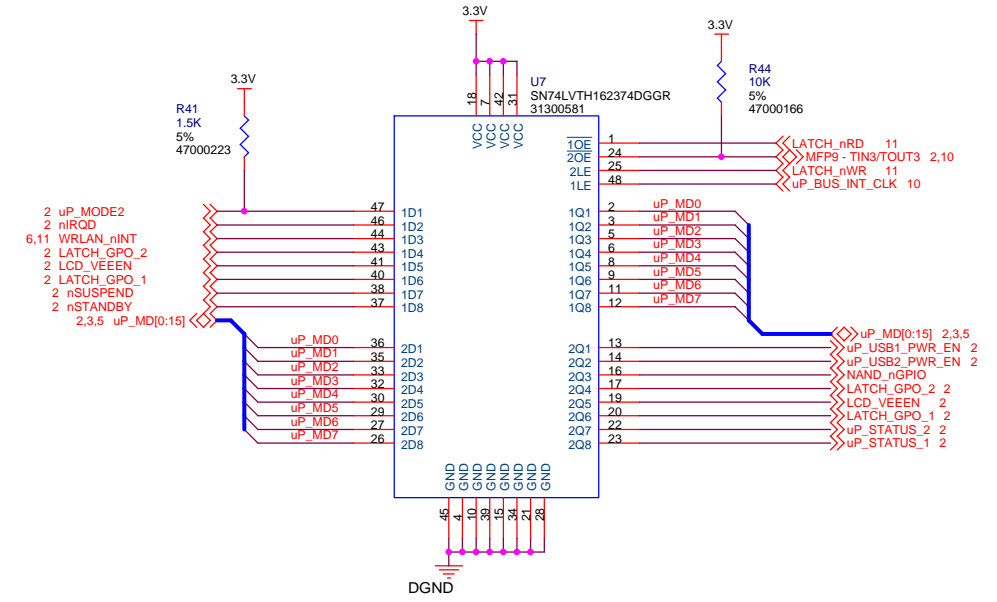 3.3V
3.3V
3.3V
R41
1.5K
5%
47000223
U7
SN74LVTH162374DGGR
31300581
R44
10K
5%
47000166
18 7 42 31
VCC VCC VCC VCC
1OE 1 LATCH_nRD 11
2OE 24 MFP9 - TIN3/TOUT3 2,10
2LE 25 LATCH_nWR 11
1LE 48 uP_BUS_INT_CLK 10
2 uP_MODE2 47 1D1 1Q1 2 uP_MD0
2 nIRQD 46 1D2 1Q2 3 uP_MD1
6,11 WRLAN_nINT 44 1D3 1Q3 5 uP_MD2
2 LATCH_GPO_2 43 1D4 1Q4 6 uP_MD3
2 LCD_VEEEN 41 1D5 1Q5 8 uP_MD4
2 LATCH_GPO_1 40 1D6 1Q6 9 uP_MD5
2 nSUSPEND 38 1D7 1Q7 11 uP_MD6
2 nSTANDBY 37 1D8 1Q8 12 uP_MD7
2,3,5 uP_MD[0:15] uP_MD[0:15] 2,3,5
uP_MD0 36 2D1 2Q1 13 uP_USB1_PWR_EN 2
uP_MD1 35 2D2 2Q2 14 uP_USB2_PWR_EN 2
uP_MD2 33 2D3 2Q3 16 NAND_nGPIO
uP_MD3 32 2D4 2Q4 17 LATCH_GPO_2 2
uP_MD4 30 2D5 2Q5 19 LCD_VEEEN 2
uP_MD5 29 2D6 2Q6 20 LATCH_GPO_1 2
uP_MD6 27 2D7 2Q7 22 uP_STATUS_2 2
uP_MD7 26 2D8 2Q8 23 uP_STATUS_1 2
GND GND GND GND GND GND GND GND
45 4 10 39 15 34 21 28
DGND